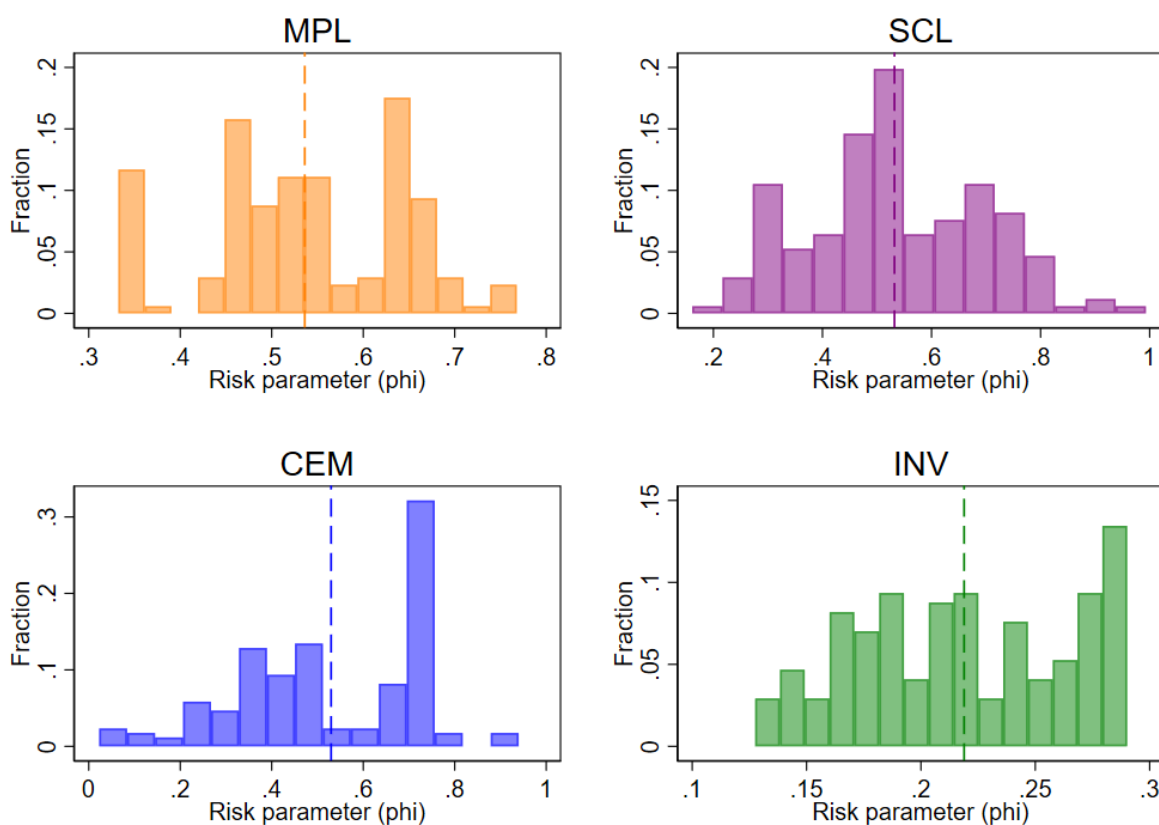 MPL
Fraction
0 .05 .1 .15 .2
.3 .4 .5 .6 .7 .8
Risk parameter (phi)
SCL
Fraction
0 .05 .1 .15 .2
.2 .4 .6 .8 1
Risk parameter (phi)
CEM
Fraction
0 .1 .2 .3
0 .2 .4 .6 .8 1
Risk parameter (phi)
INV
Fraction
0 .05 .1 .15
.1 .15 .2 .25 .3
Risk parameter (phi)